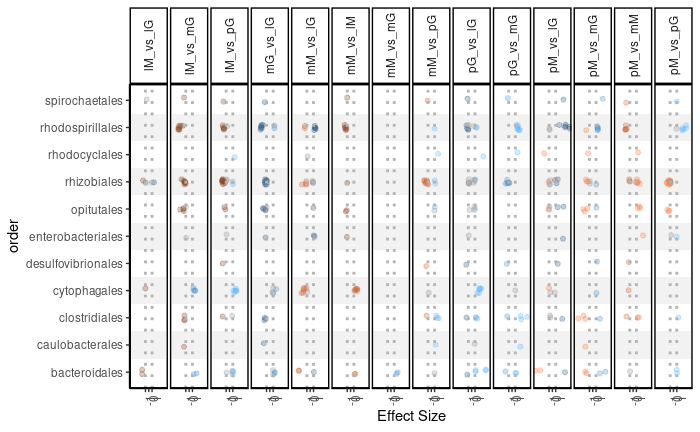 lM_vs_lG
lM_vs_mG
lM_vs_pG
mG_vs_lG
mM_vs_lG
mM_vs_lM
mM_vs_mG
mM_vs_pG
pG_vs_lG
pG_vs_mG
pM_vs_lG
pM_vs_mG
pM_vs_mM
pM_vs_pG
order
spirochaetales
rhodospirillales
rhodocyclales
rhizobiales
opitutales
enterobacteriales
desulfovibrionales
cytophagales
clostridiales
caulobacterales
bacteroidales
Effect Size